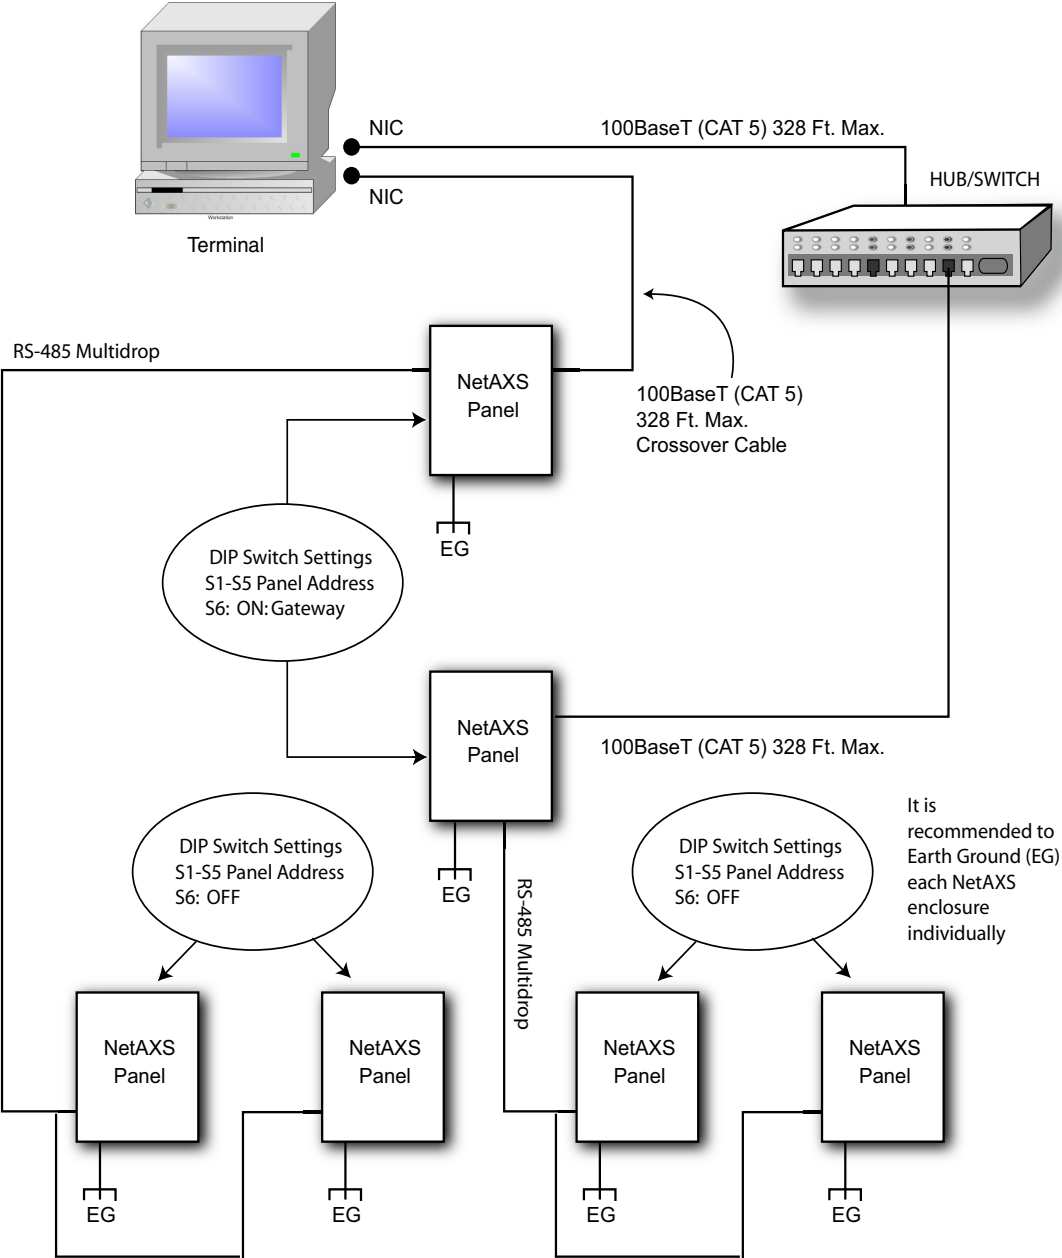 NIC
100BaseT (CAT 5) 328 Ft. Max.
HUB/SWITCH
NIC
Workstation
Terminal
RS-485 Multidrop
NetAXS
Panel
100BaseT (CAT 5)
328 Ft. Max.
Crossover Cable
EG
DIP Switch Settings
S1-S5 Panel Address
S6: ON: Gateway
NetAXS
Panel
100BaseT (CAT 5) 328 Ft. Max.
EG
RS-485 Multidrop
DIP Switch Settings
S1-S5 Panel Address
S6: OFF
DIP Switch Settings
S1-S5 Panel Address
S6: OFF
It is
recommended to
Earth Ground (EG)
each NetAXS
enclosure
individually
NetAXS
Panel
NetAXS
Panel
NetAXS
Panel
NetAXS
Panel
EG
EG
EG
EG